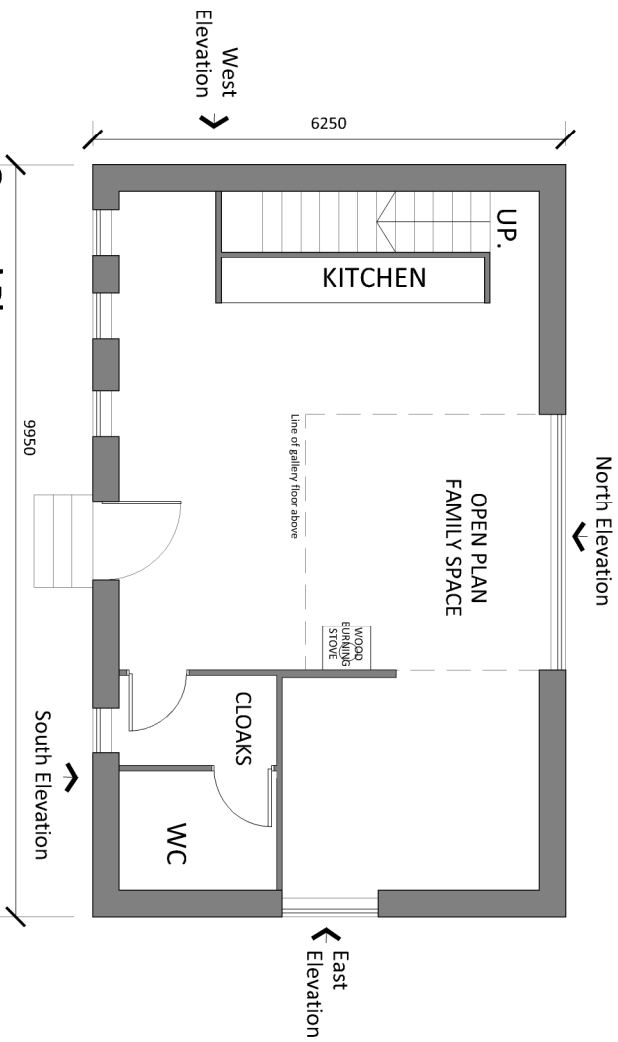 West
Elevation
6250
UP.
KITCHEN
North Elevation
OPEN PLAN
FAMILY SPACE
Line of gallery floor above
9950
WOOD
BURNING
STOVE
CLOAKS
WC
South Elevation
East
Elevation